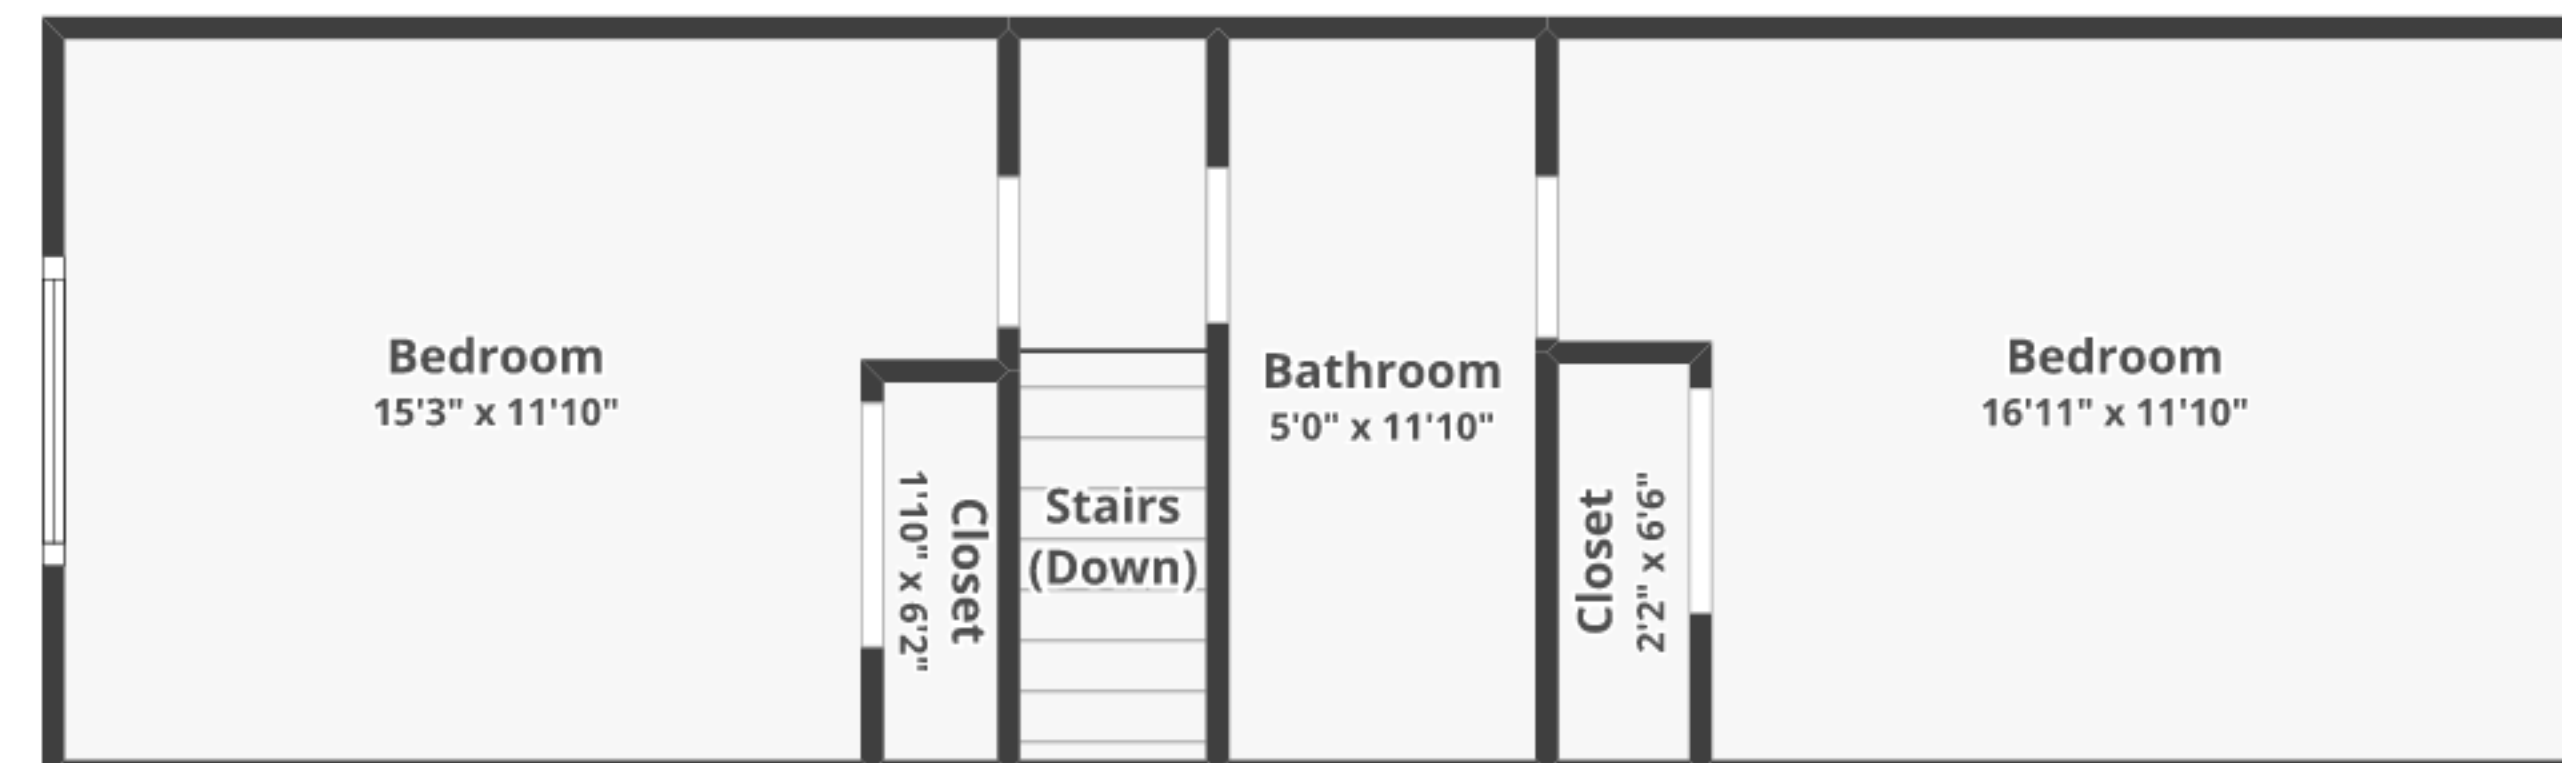 Bedroom
15'3" x 11'10"
Closet
1'10" x 6'2"
Stairs
(Down)
Bathroom
5'0" x 11'10"
Closet
2'2" x 6'6"
Bedroom
16'11" x 11'10"